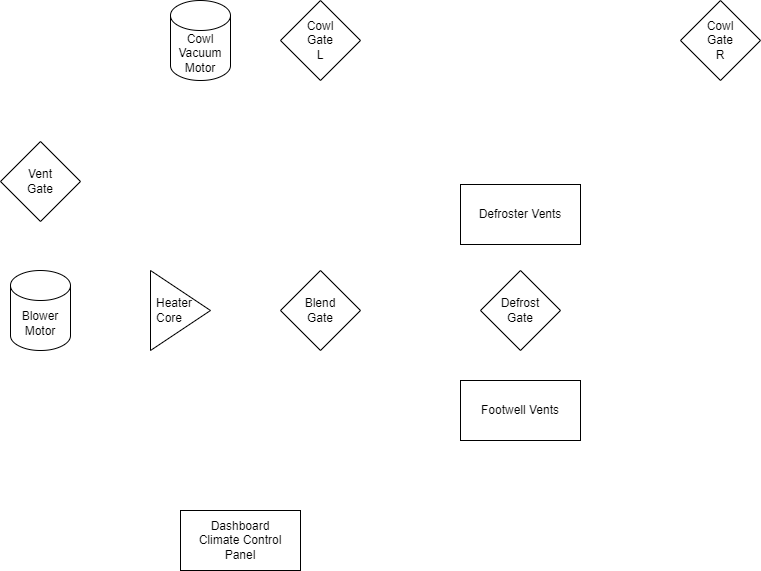 Cowl
Vacuum
Motor
Cowl
Gate
L
Cowl
Gate
R
Vent
Gate
Defroster Vents
Blower
Motor
Heater
Core
Blend
Gate
Defrost
Gate
Footwell Vents
Dashboard
Climate Control
Panel